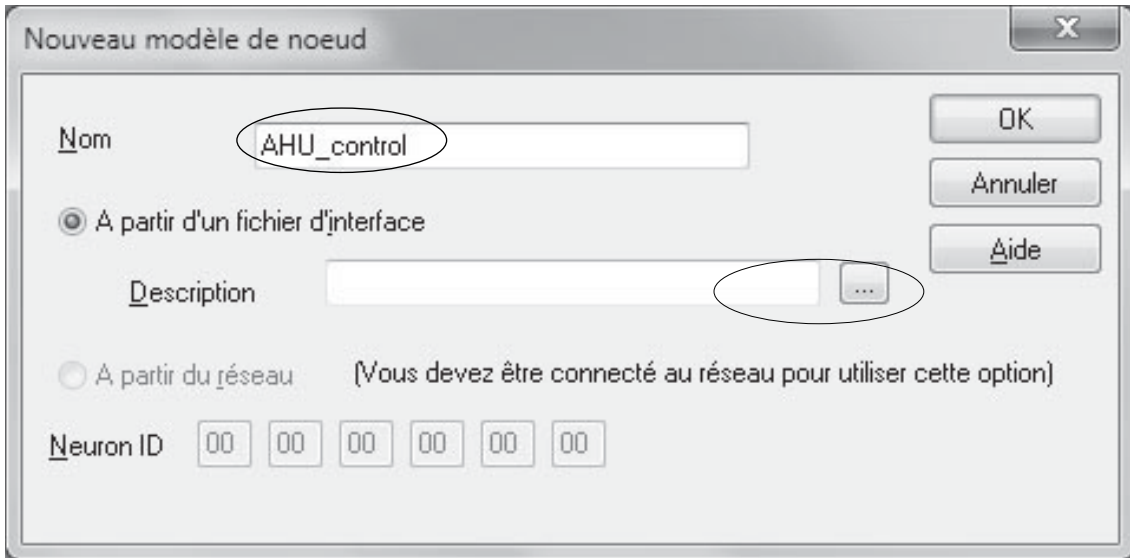 Nouveau modèle de noeud
X
Nom
AHU_control
OK
Annuler
A partir d'un fichier d'interface
Aide
Description
...
A partir du réseau (Vous devez être connecté au réseau pour utiliser cette option)
Neuron ID 00 00 00 00 00 00